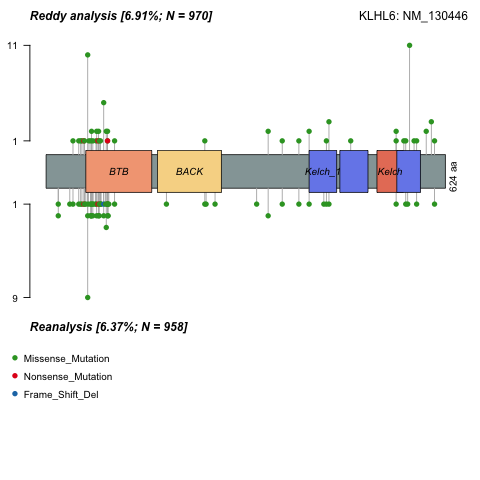 Reddy analysis [6.91%; N = 970]
KLHL6: NM_130446
11
1
BTB
BACK
Kelch_1
Kelch
624 aa
1
9
Reanalysis [6.37%; N = 958]
Missense_Mutation
Nonsense_Mutation
Frame_Shift_Del